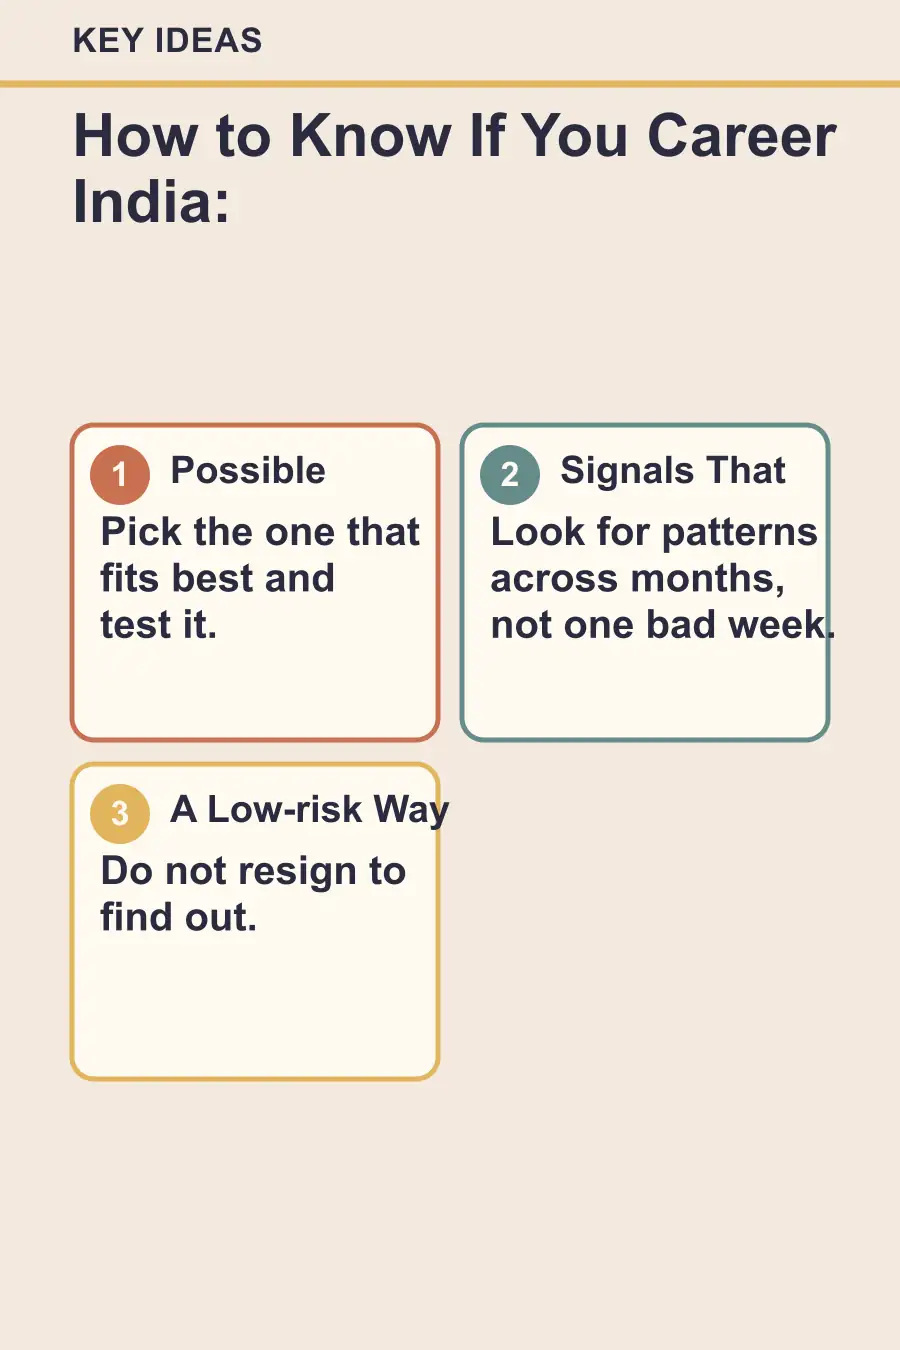 KEY IDEAS
How to Know If You Career
India:
1 Possible
Pick the one that
fits best and
test it.
2 Signals That
Look for patterns
across months,
not one bad week.
3 A Low-risk Way
Do not resign to
find out.